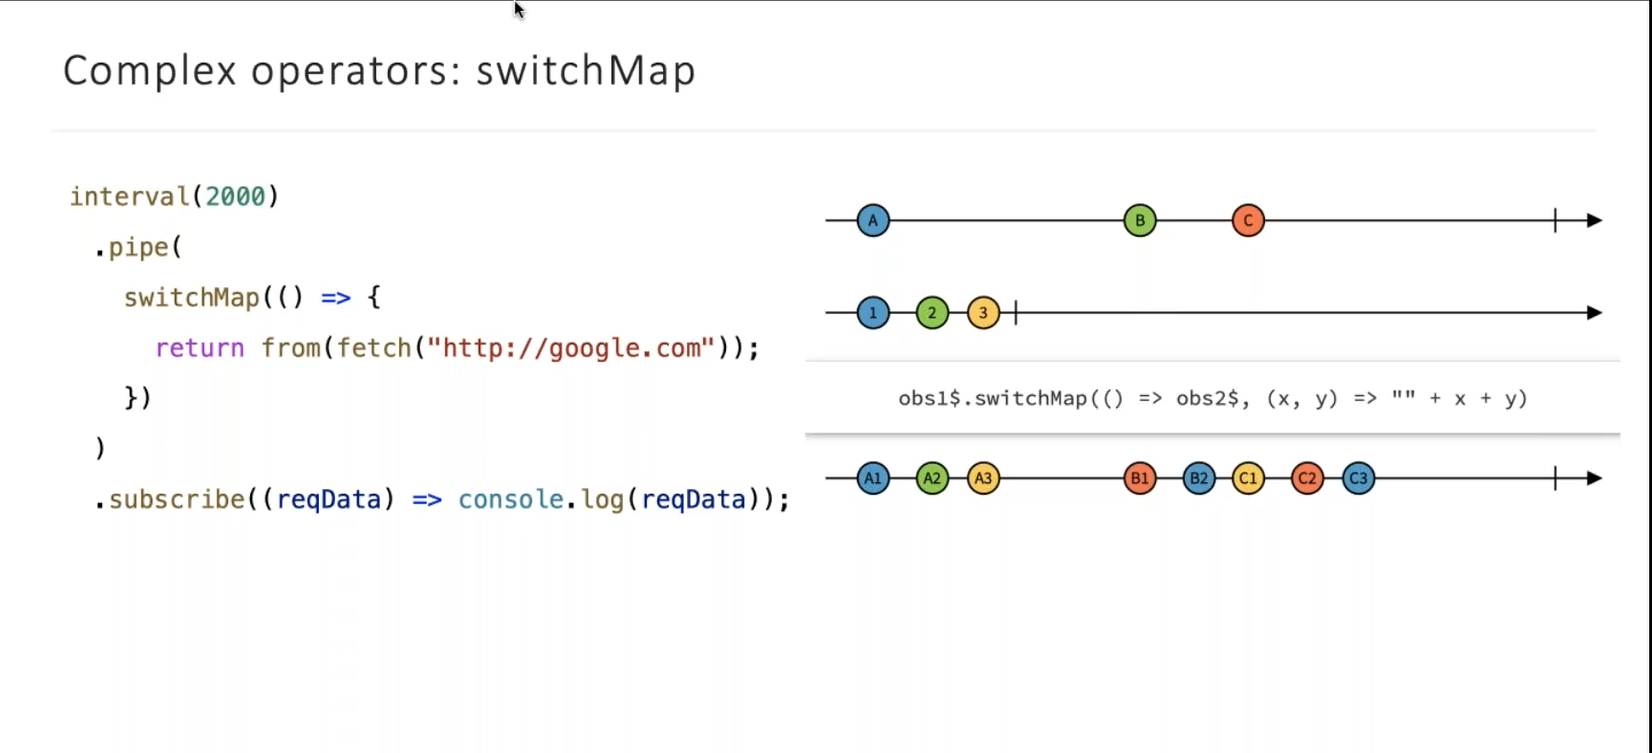 Complex operators: switchMap
interval(2000)
.pipe(
switchMap(() => {
return from(fetch("http://google.com"));
})
)
.subscribe((reqData) => console.log(reqData));
A B C
1 2 3
obs1$.switchMap(() => obs2$, (x, y) => "" + x + y)
A1 A2 A3 B1 B2 C1 C2 C3